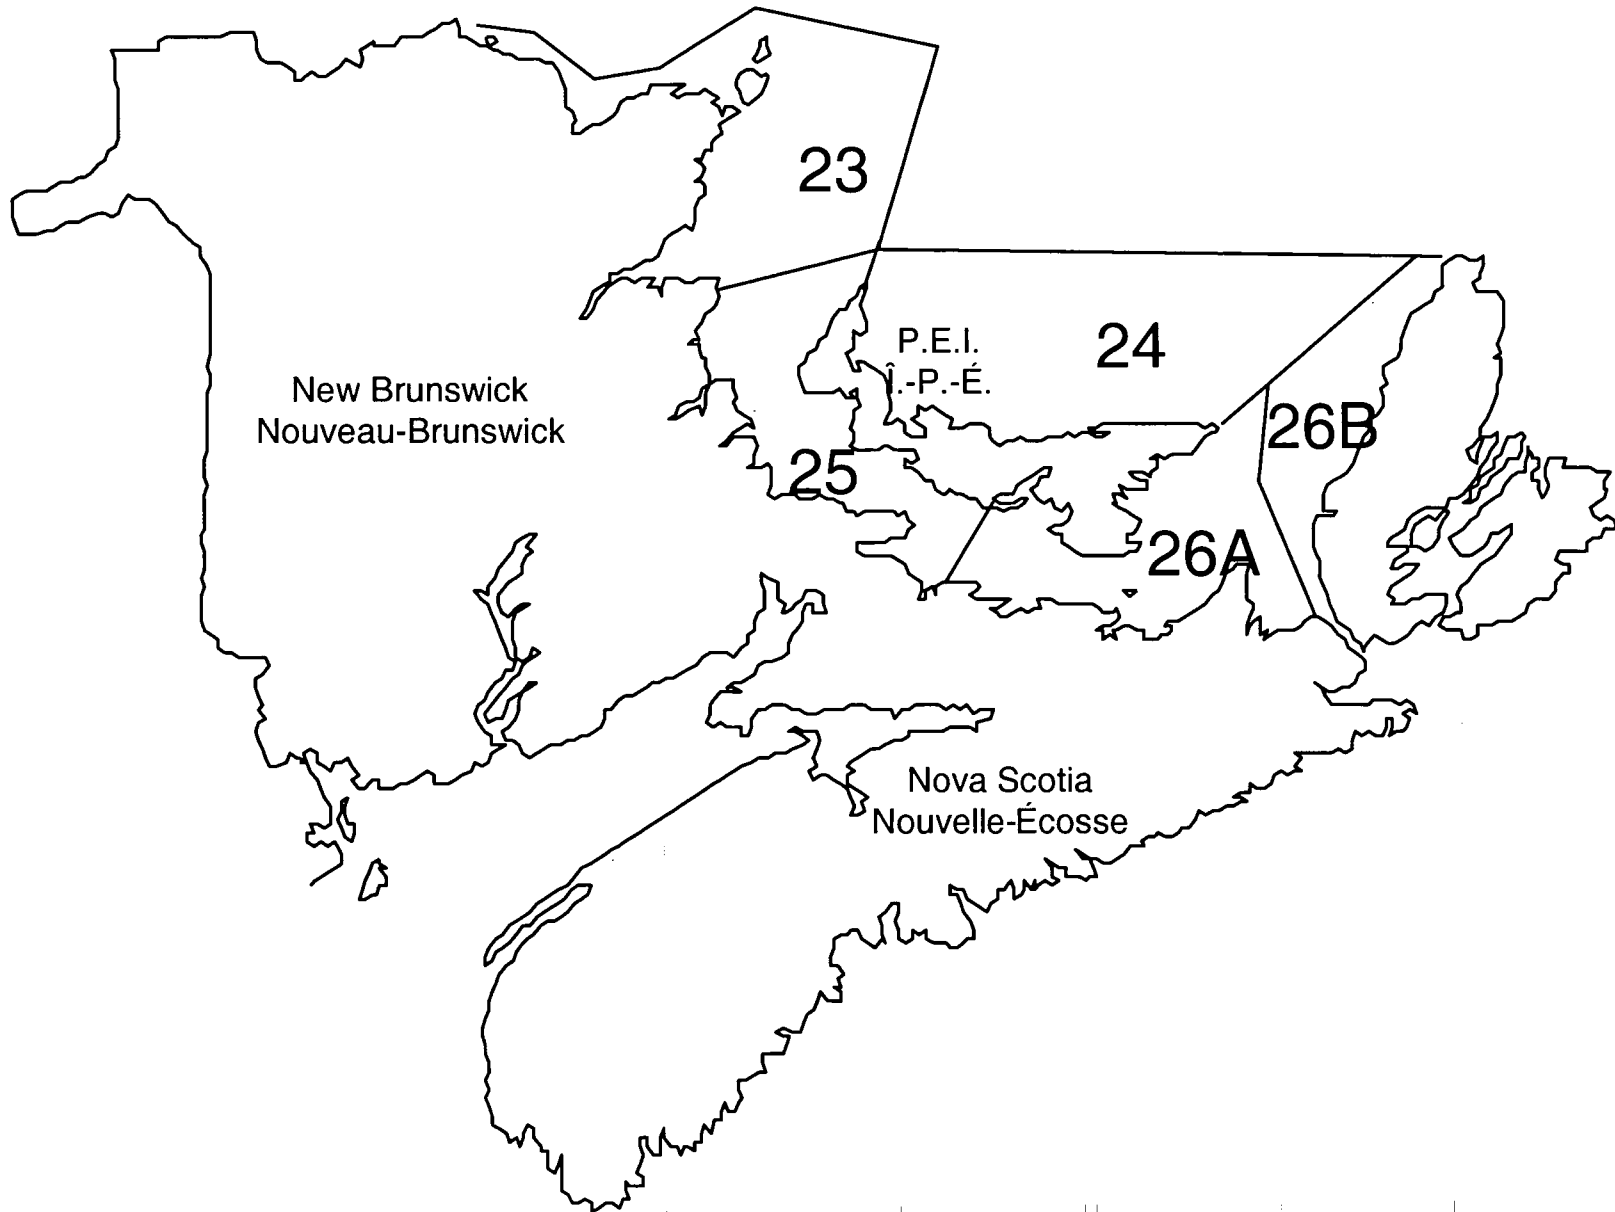 23
P.E.I.
Î.-P.-É.
24
New Brunswick
Nouveau-Brunswick
26B
25
26A
Nova Scotia
Nouvelle-Écosse